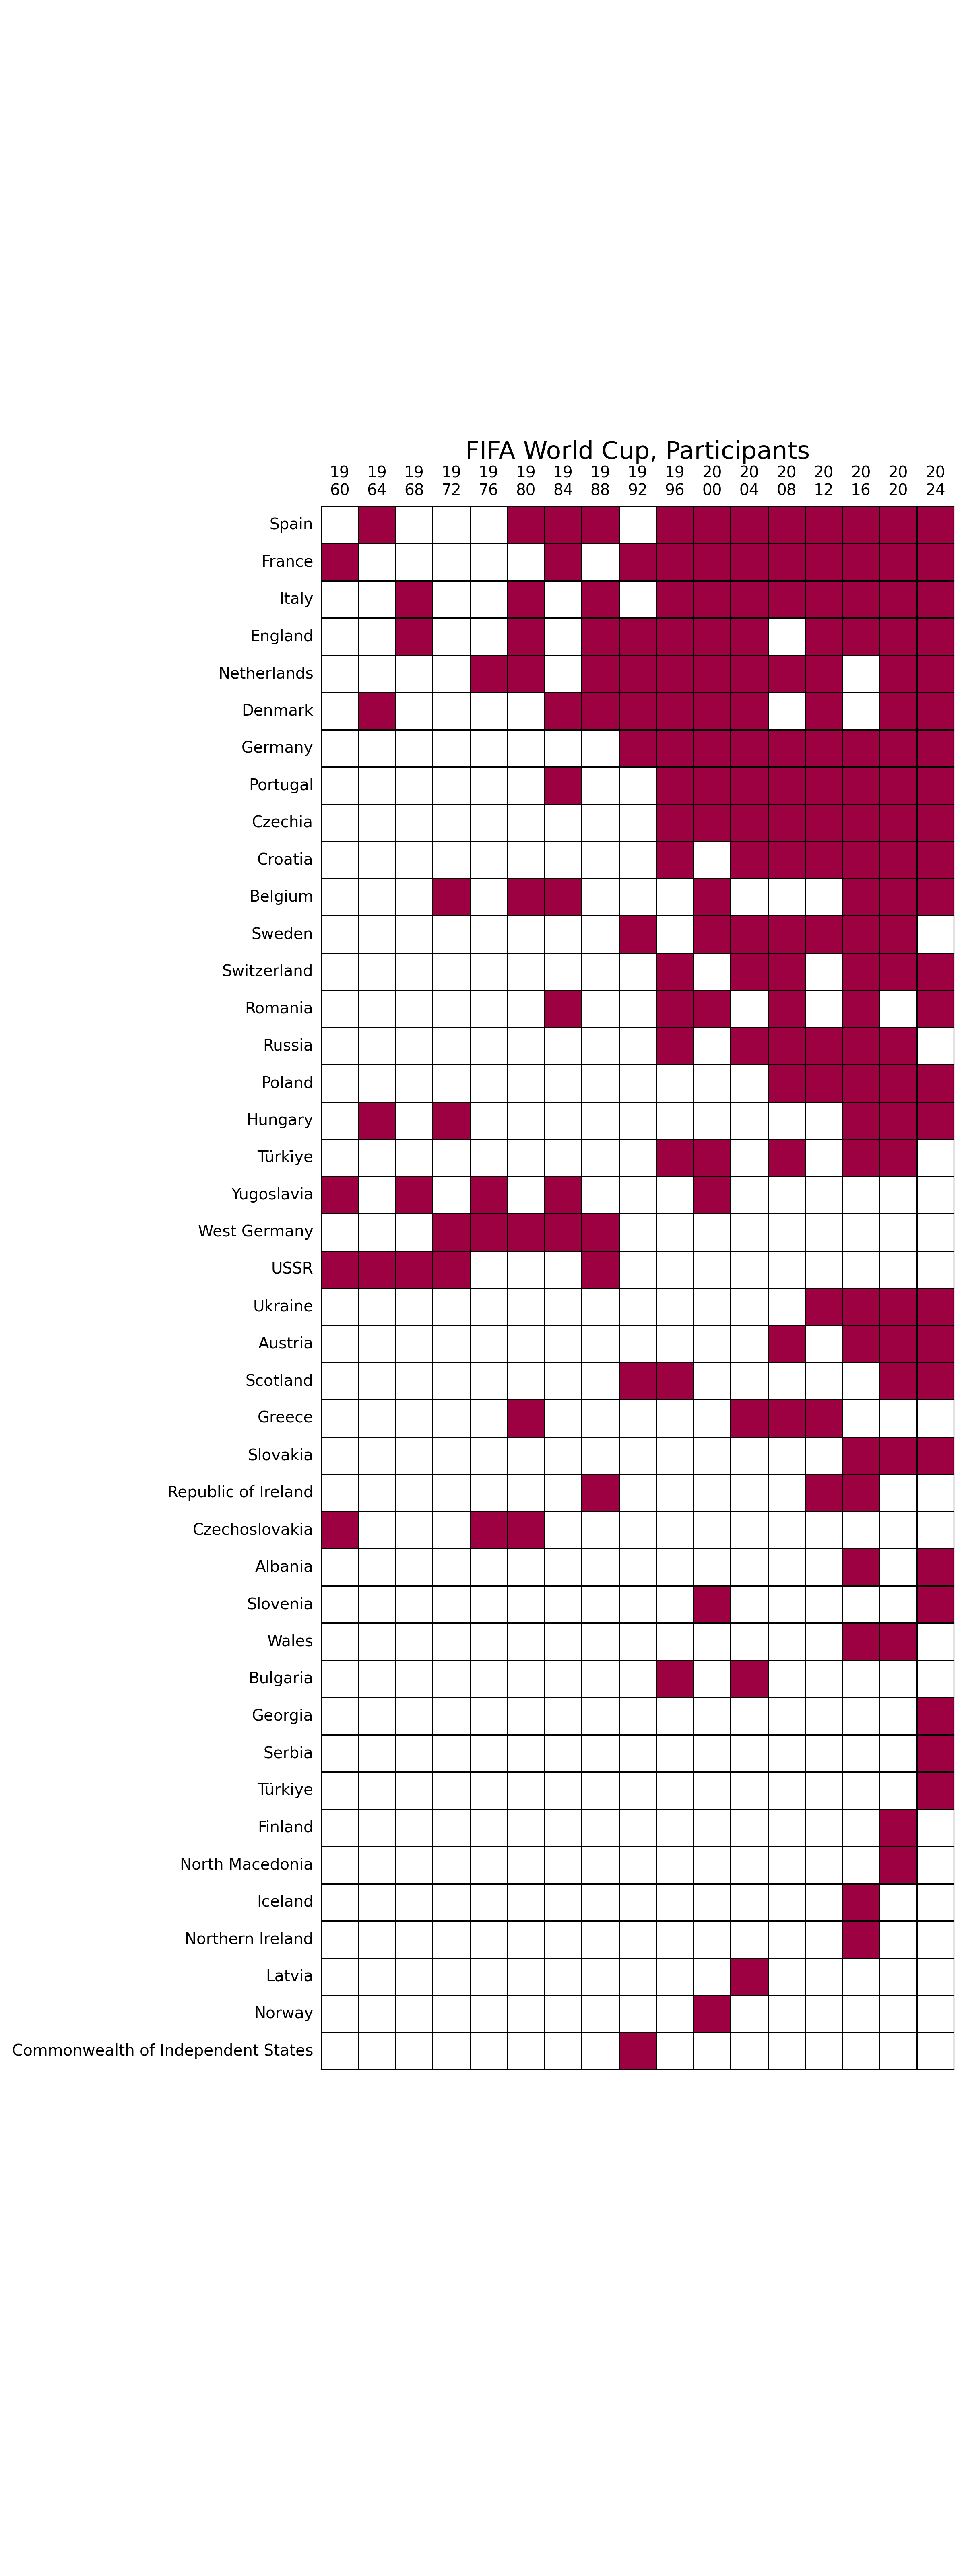 FIFA World Cup, Participants
19 19 19 19 19 19 19 19 19 19 20 20 20 20 20 20 20
60 64 68 72 76 80 84 88 92 96 00 04 08 12 16 20 24
Spain
France
Italy
England
Netherlands
Denmark
Germany
Portugal
Czechia
Croatia
Belgium
Sweden
Switzerland
Romania
Russia
Poland
Hungary
Türki̇ye
Yugoslavia
West Germany
USSR
Ukraine
Austria
Scotland
Greece
Slovakia
Republic of Ireland
Czechoslovakia
Albania
Slovenia
Wales
Bulgaria
Georgia
Serbia
Türkiye
Finland
North Macedonia
Iceland
Northern Ireland
Latvia
Norway
Commonwealth of Independent States